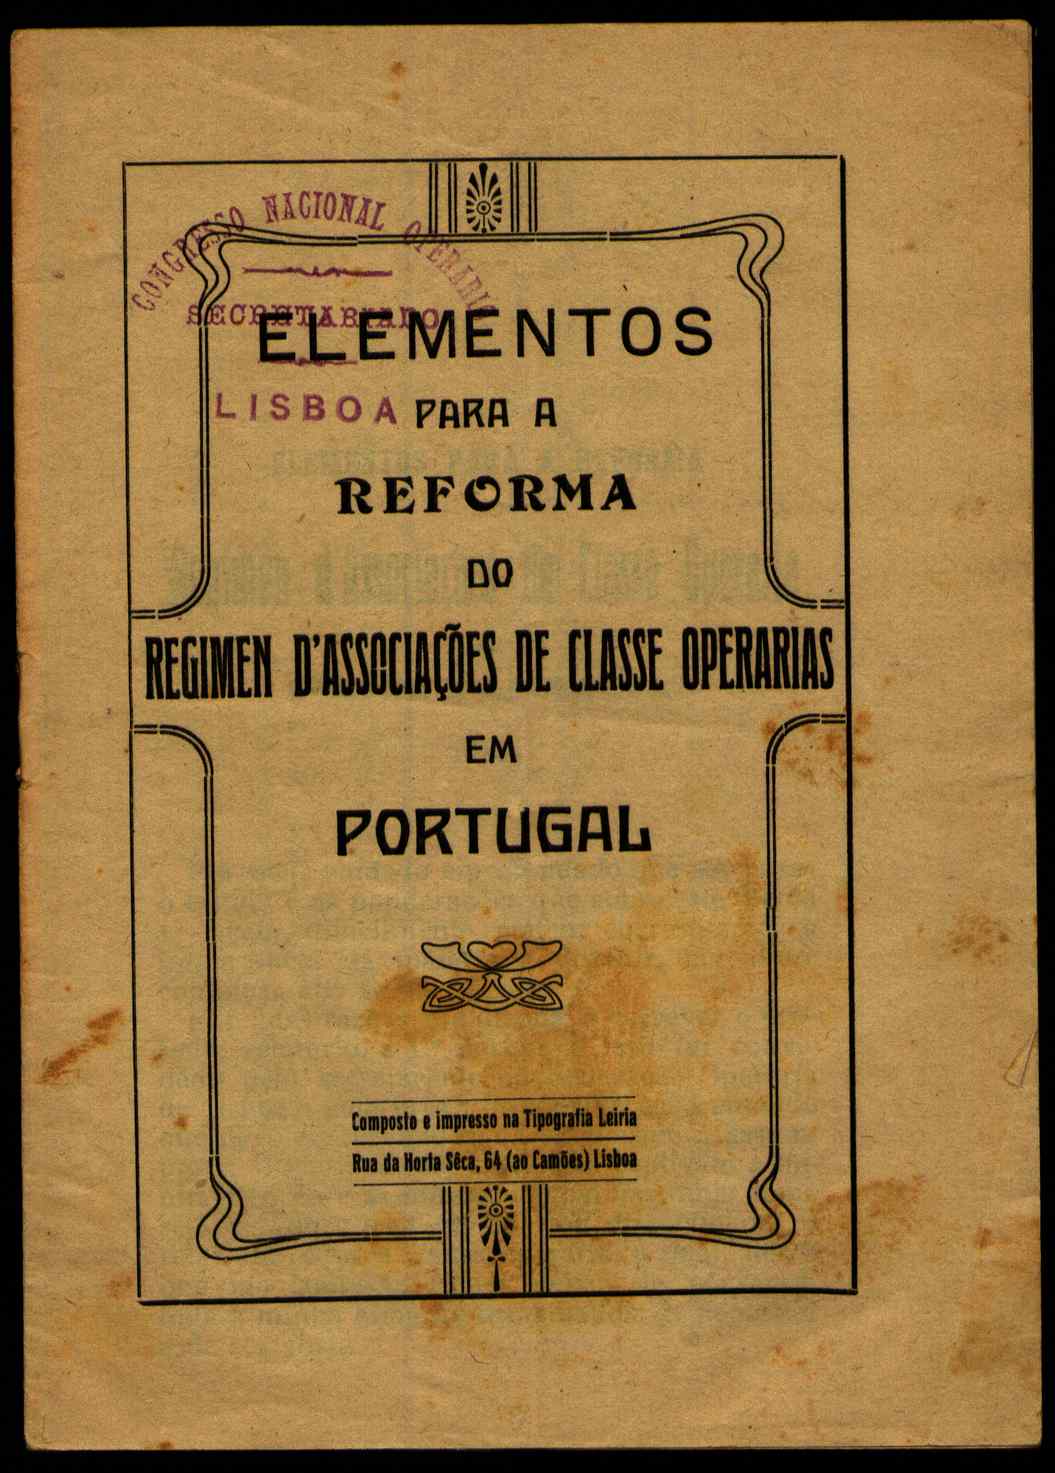 CONGRESSO NACIONAL OPERARIO
SECRETARIADO
ELEMENTOS
LISBOA
PARA A
REFORMA
DO
REGIMEN D'ASSOCIAÇÕES DE CLASSE OPERARIAS
EM
PORTUGAL
Composto e impresso na Tipografia Leiria
Rua da Horta Sêca, 64 (ao Camões) Lisboa